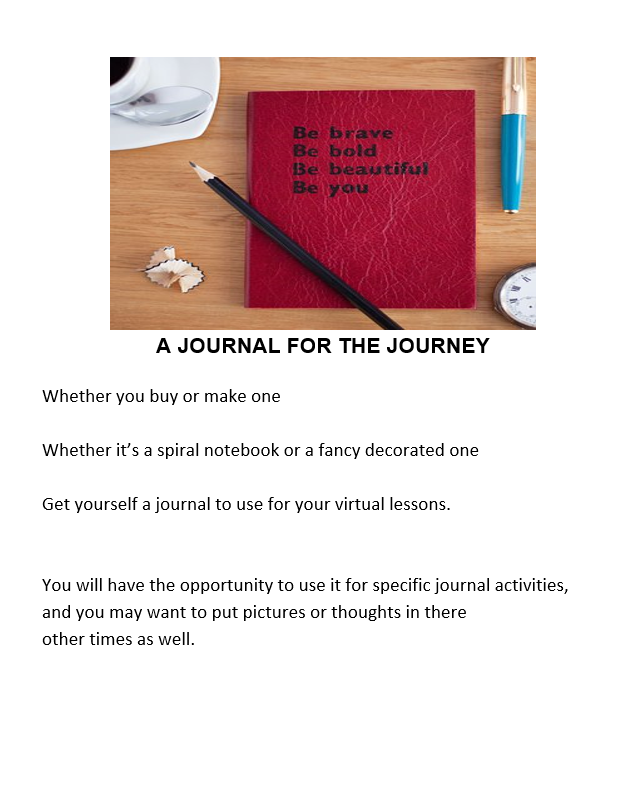 Be brave
Be bold
Be beautiful
Be you
A JOURNAL FOR THE JOURNEY
Whether you buy or make one
Whether it’s a spiral notebook or a fancy decorated one
Get yourself a journal to use for your virtual lessons.
You will have the opportunity to use it for specific journal activities,
and you may want to put pictures or thoughts in there
other times as well.